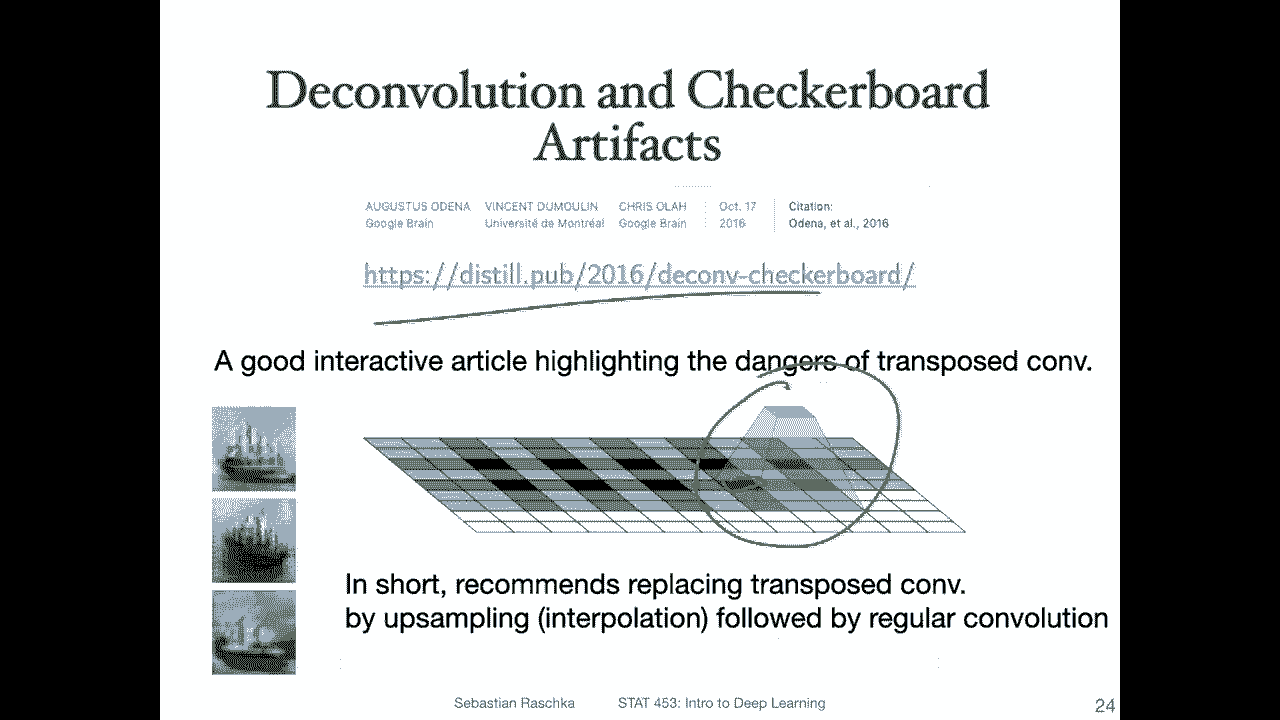 Deconvolution and Checkerboard
Artifacts
AUGUSTUS ODENA VINCENT DUMOULIN CHRIS OLAH Oct. 17 Citation:
Google Brain Université de Montréal Google Brain 2016 Odena, et al., 2016
https://distill.pub/2016/deconv-checkerboard/
A good interactive article highlighting the dangers of transposed conv.
In short, recommends replacing transposed conv.
by upsampling (interpolation) followed by regular convolution
Sebastian Raschka STAT 453: Intro to Deep Learning 24